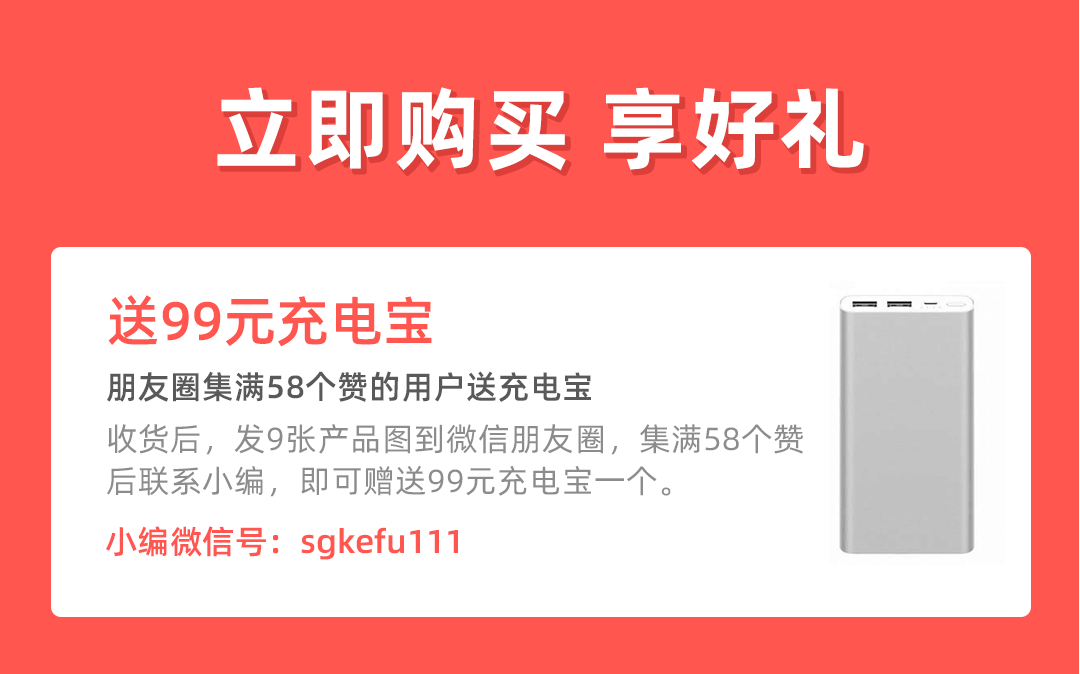 立即购买 享好礼
送99元充电宝
朋友圈集满58个赞的用户送充电宝
收货后，发9张产品图到微信朋友圈，集满58个赞
后联系小编，即可赠送99元充电宝一个。
小编微信号：sgkefu111